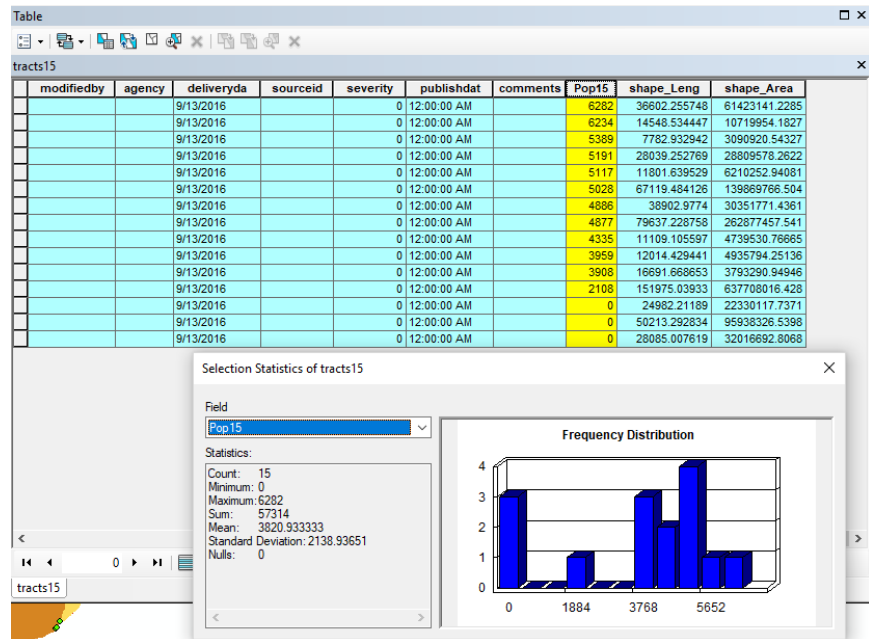 Table
tracts15
modifiedby agency deliveryda sourceid severity publishdat comments Pop15 shape_Leng shape_Area
9/13/2016 0 12:00:00 AM 6282 36602.255748 61423141.2285
9/13/2016 0 12:00:00 AM 6234 14548.534447 10719954.1827
9/13/2016 0 12:00:00 AM 5389 7782.932942 3090920.54327
9/13/2016 0 12:00:00 AM 5191 28039.252769 28809578.2622
9/13/2016 0 12:00:00 AM 5117 11801.639529 6210252.94081
9/13/2016 0 12:00:00 AM 5028 67119.484126 139869766.504
9/13/2016 0 12:00:00 AM 4886 38902.9774 30351771.4361
9/13/2016 0 12:00:00 AM 4877 79637.228758 262877457.541
9/13/2016 0 12:00:00 AM 4335 11109.105597 4739530.76665
9/13/2016 0 12:00:00 AM 3959 12014.429441 4935794.25136
9/13/2016 0 12:00:00 AM 3908 16691.668653 3793290.94946
9/13/2016 0 12:00:00 AM 2108 151975.03933 637708016.428
9/13/2016 0 12:00:00 AM 0 24982.21189 22330117.7371
9/13/2016 0 12:00:00 AM 0 50213.292834 95938326.5398
9/13/2016 0 12:00:00 AM 0 28085.007619 32016692.8068
Selection Statistics of tracts15
Field
Pop15
Statistics:
Count: 15
Minimum: 0
Maximum: 6282
Sum: 57314
Mean: 3820.933333
Standard Deviation: 2138.93651
Nulls: 0
Frequency Distribution
4
3
2
1
0
0 1884 3768 5652
0
tracts15